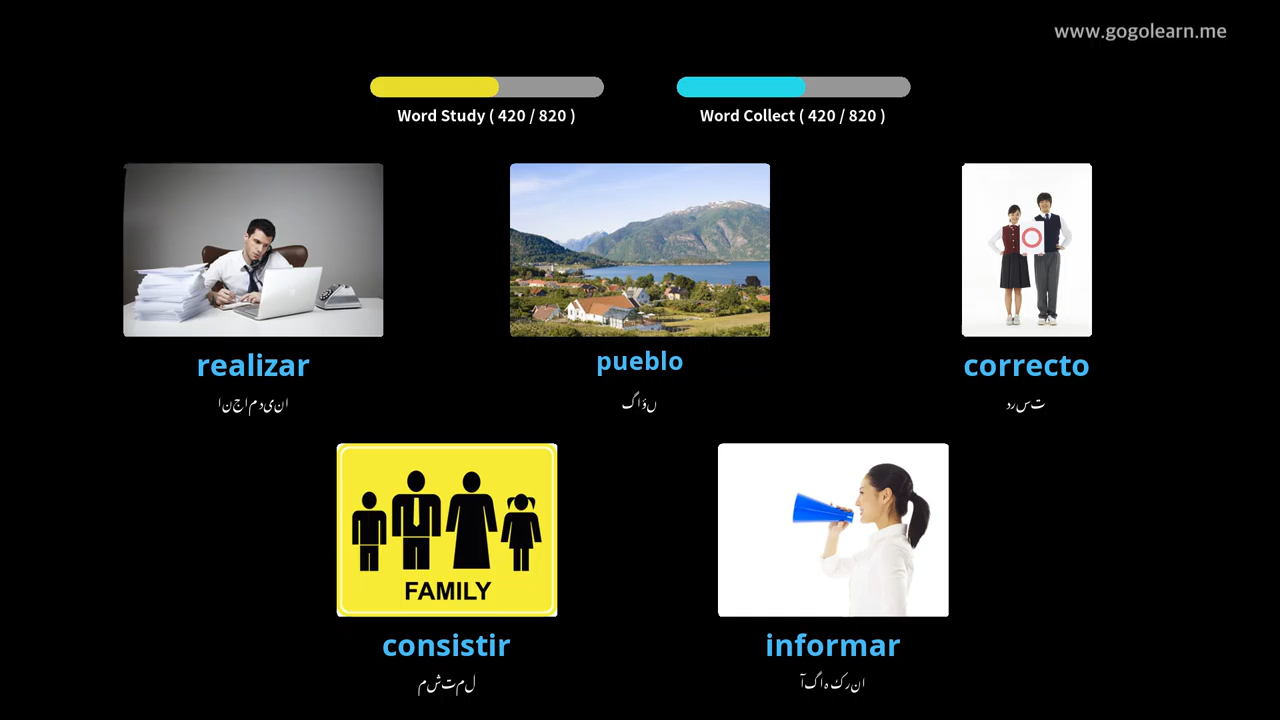 www.gogolearn.me
Word Study ( 420 / 820 )
Word Collect ( 420 / 820 )
realizar
pueblo
correcto
انجام دینا
گاؤں
درست
FAMILY
consistir
informar
مشتمل
آگاہ کرنا